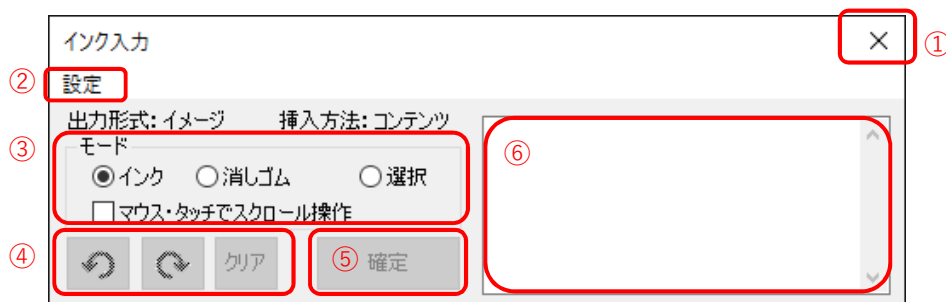 インク入力 ①
② 設定
出力形式: イメージ 挿入方法: コンテンツ
③ モード ⑥
インク 消しゴム 選択
マウス・タッチでスクロール操作
④ クリア ⑤ 確定